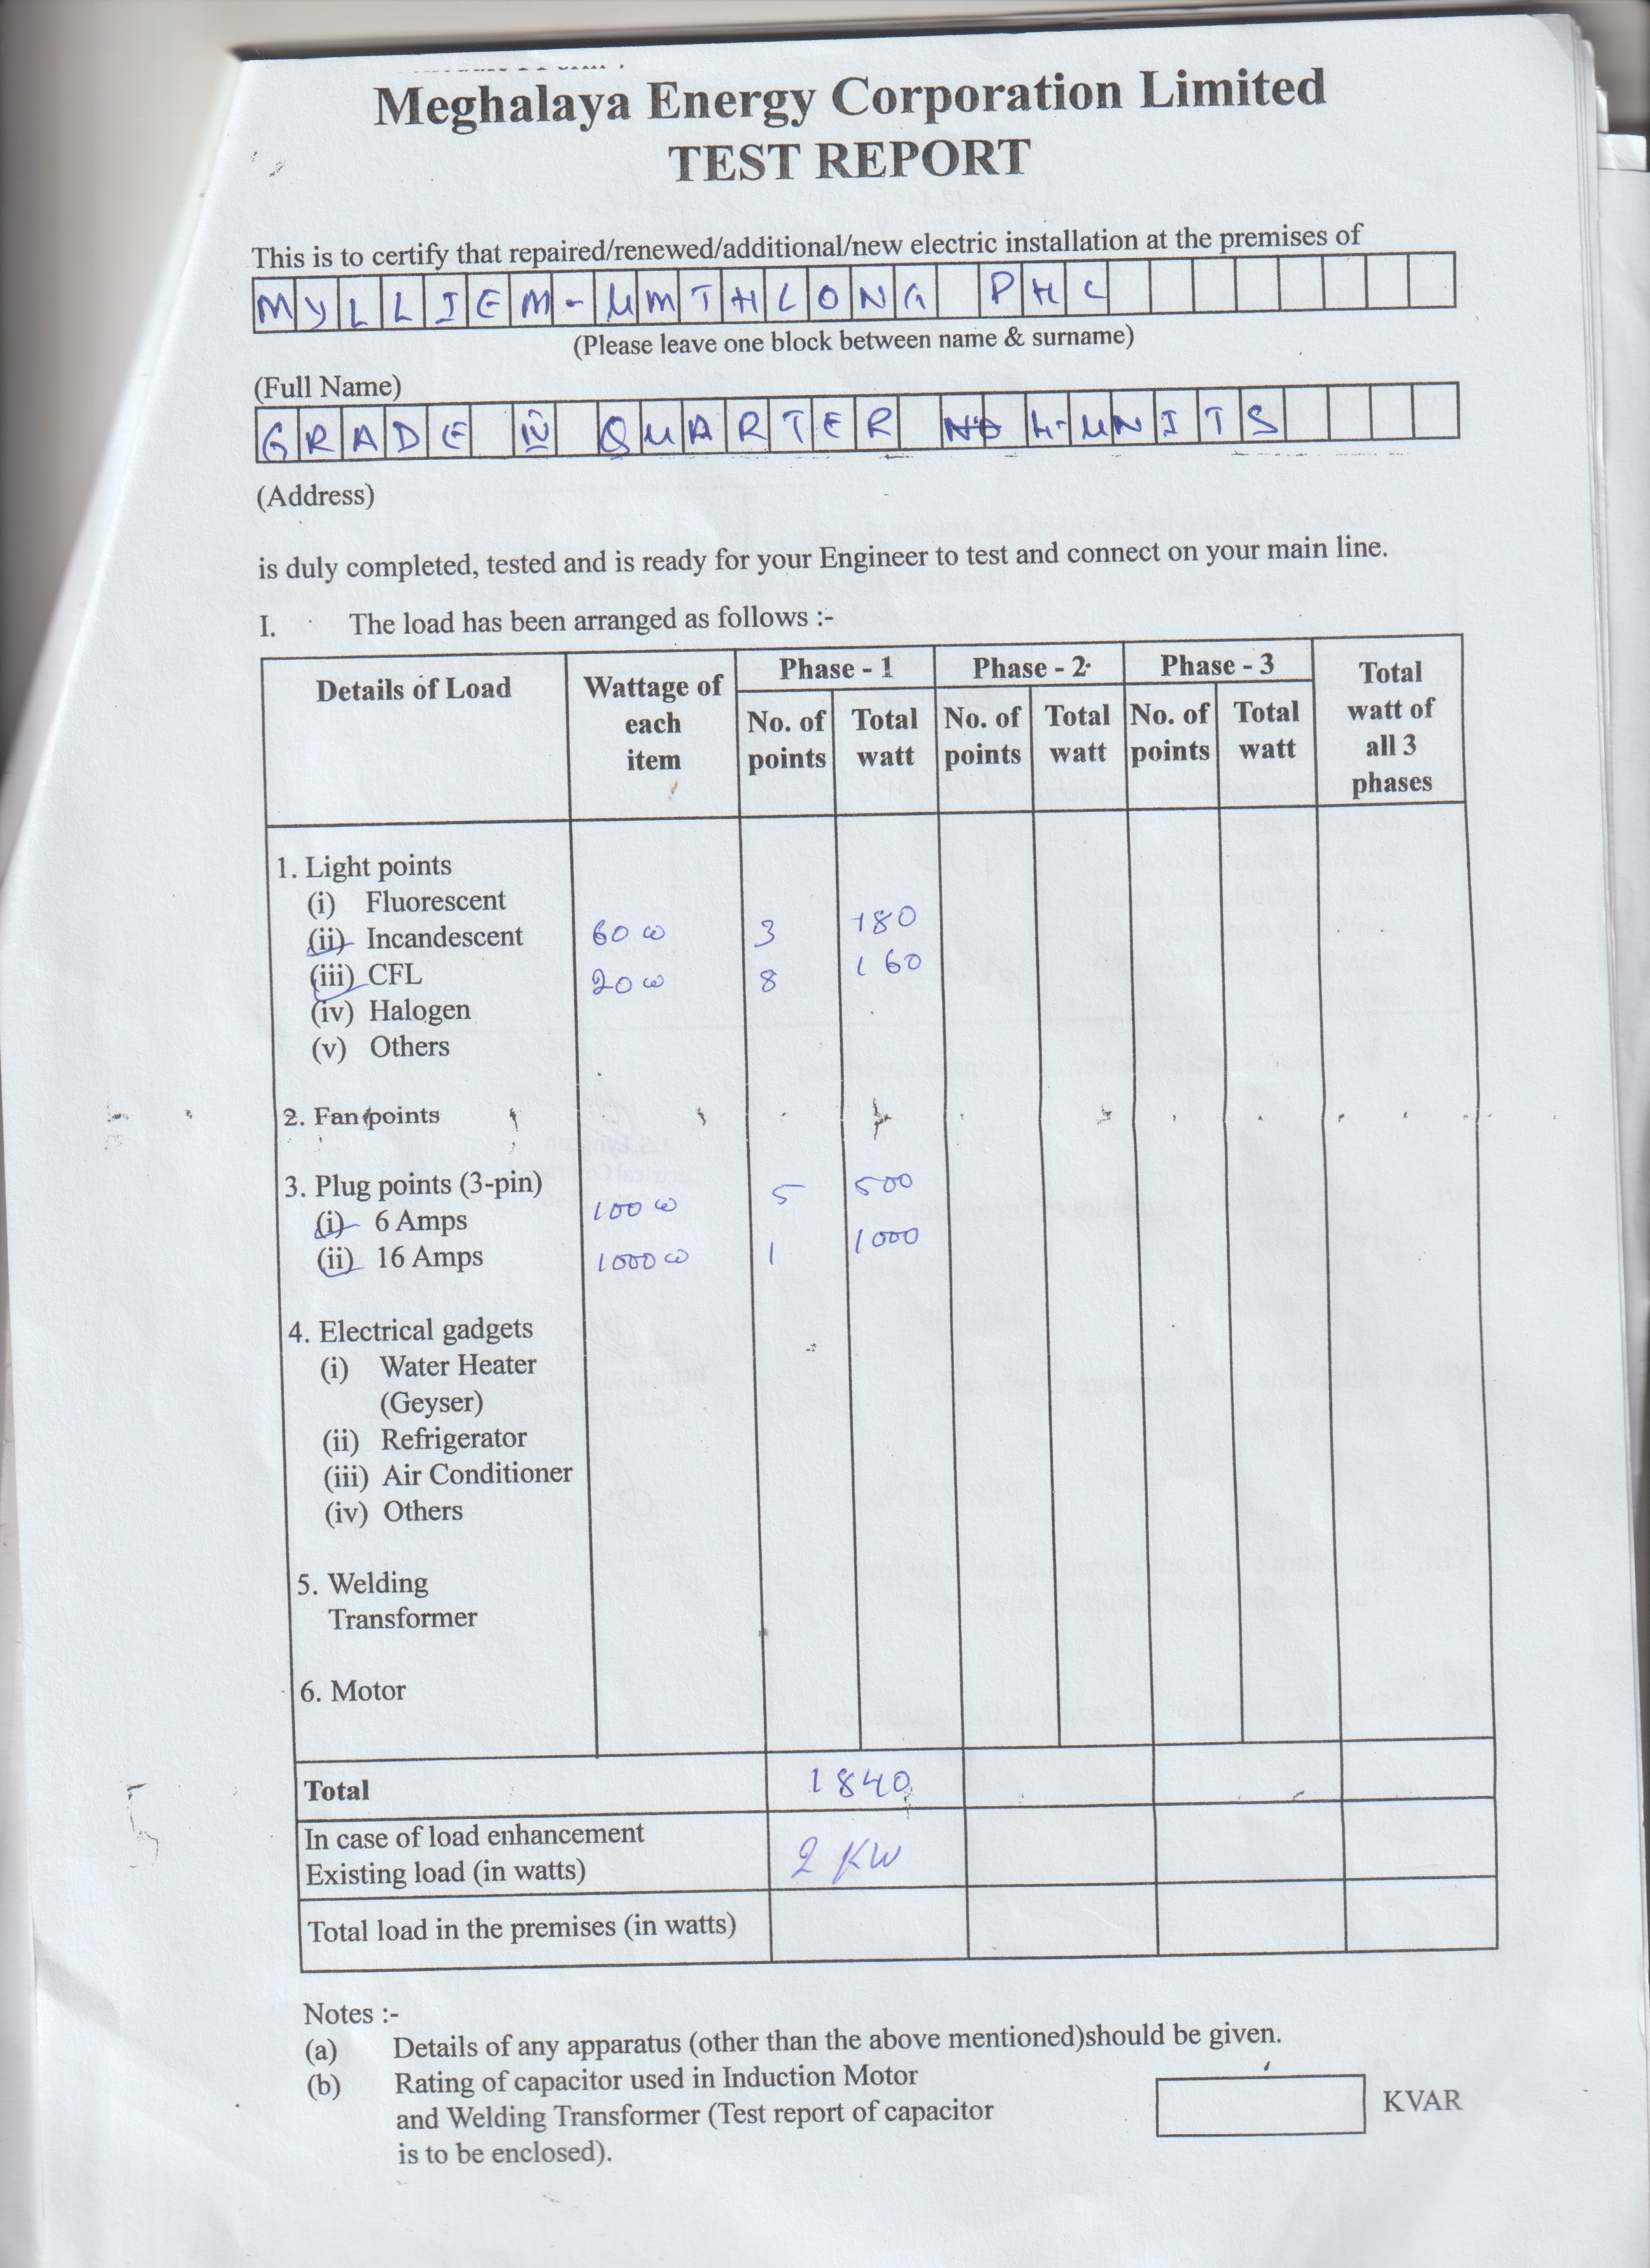 Meghalaya Energy Corporation Limited
TEST REPORT
This is to certify that repaired/renewed/additional/new electric installation at the premises of
MYLLIEM-UMTHLONG PHC
(Please leave one block between name & surname)
(Full Name)
GRADE IV QUARTER NO 4-UNITS
(Address)
is duly completed, tested and is ready for your Engineer to test and connect on your main line.
I. The load has been arranged as follows :-
Details of Load Wattage of each item Phase - 1 Phase - 2 Phase - 3 Total watt of all 3 phases
No. of points Total watt No. of points Total watt No. of points Total watt
1. Light points
(i) Fluorescent
(ii) Incandescent 60 w 3 180
(iii) CFL 20 w 8 160
(iv) Halogen
(v) Others
2. Fan points
3. Plug points (3-pin)
(i) 6 Amps 100 w 5 500
(ii) 16 Amps 1000 w 1 1000
4. Electrical gadgets
(i) Water Heater
(Geyser)
(ii) Refrigerator
(iii) Air Conditioner
(iv) Others
5. Welding
Transformer
6. Motor
Total 1840
In case of load enhancement
Existing load (in watts) 2 KW
Total load in the premises (in watts)
Notes :-
(a) Details of any apparatus (other than the above mentioned)should be given.
(b) Rating of capacitor used in Induction Motor
and Welding Transformer (Test report of capacitor KVAR
is to be enclosed).